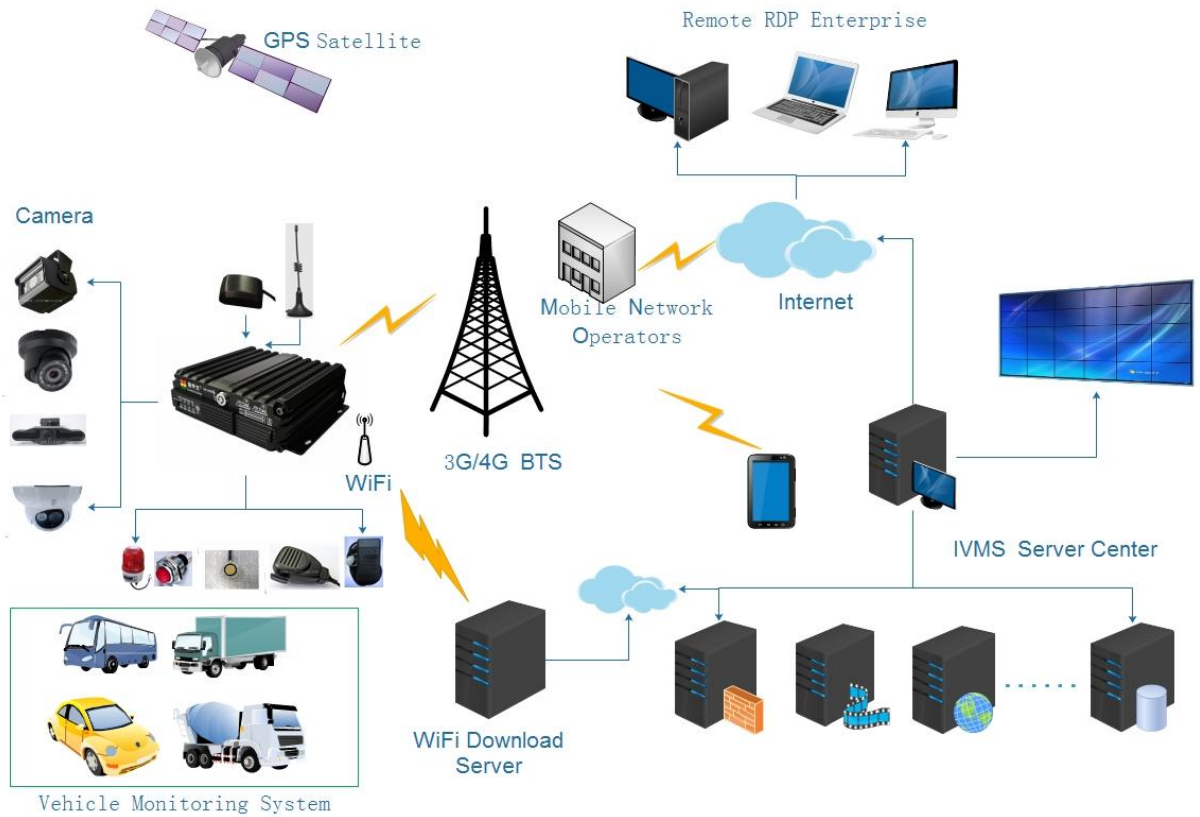 Remote RDP Enterprise
GPS Satellite
Camera
Internet
Mobile Network
Operators
3G/4G BTS
WiFi
IVMS Server Center
WiFi Download
Server
Vehicle Monitoring System